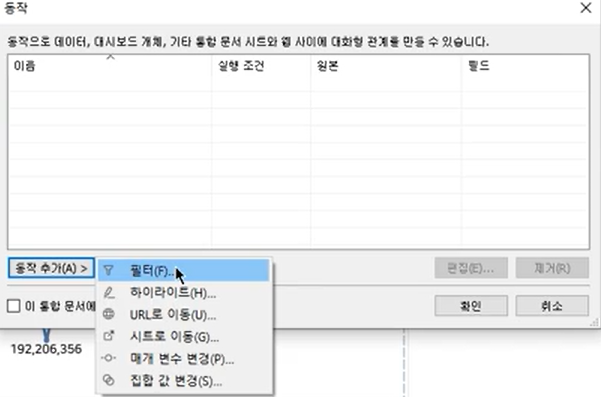 동작
동작으로 데이터, 대시보드 개체, 기타 통합 문서 시트와 웹 사이에 대화형 관계를 만들 수 있습니다.
이름 실행 조건 원본 필드
동작 추가(A) > 편집(E)... 제거(R)
필터(F)...
하이라이트(H)...
URL로 이동(U)...
시트로 이동(G)...
매개 변수 변경(P)...
집합 값 변경(S)...
이 통합 문서에 확인 취소
192,206,356